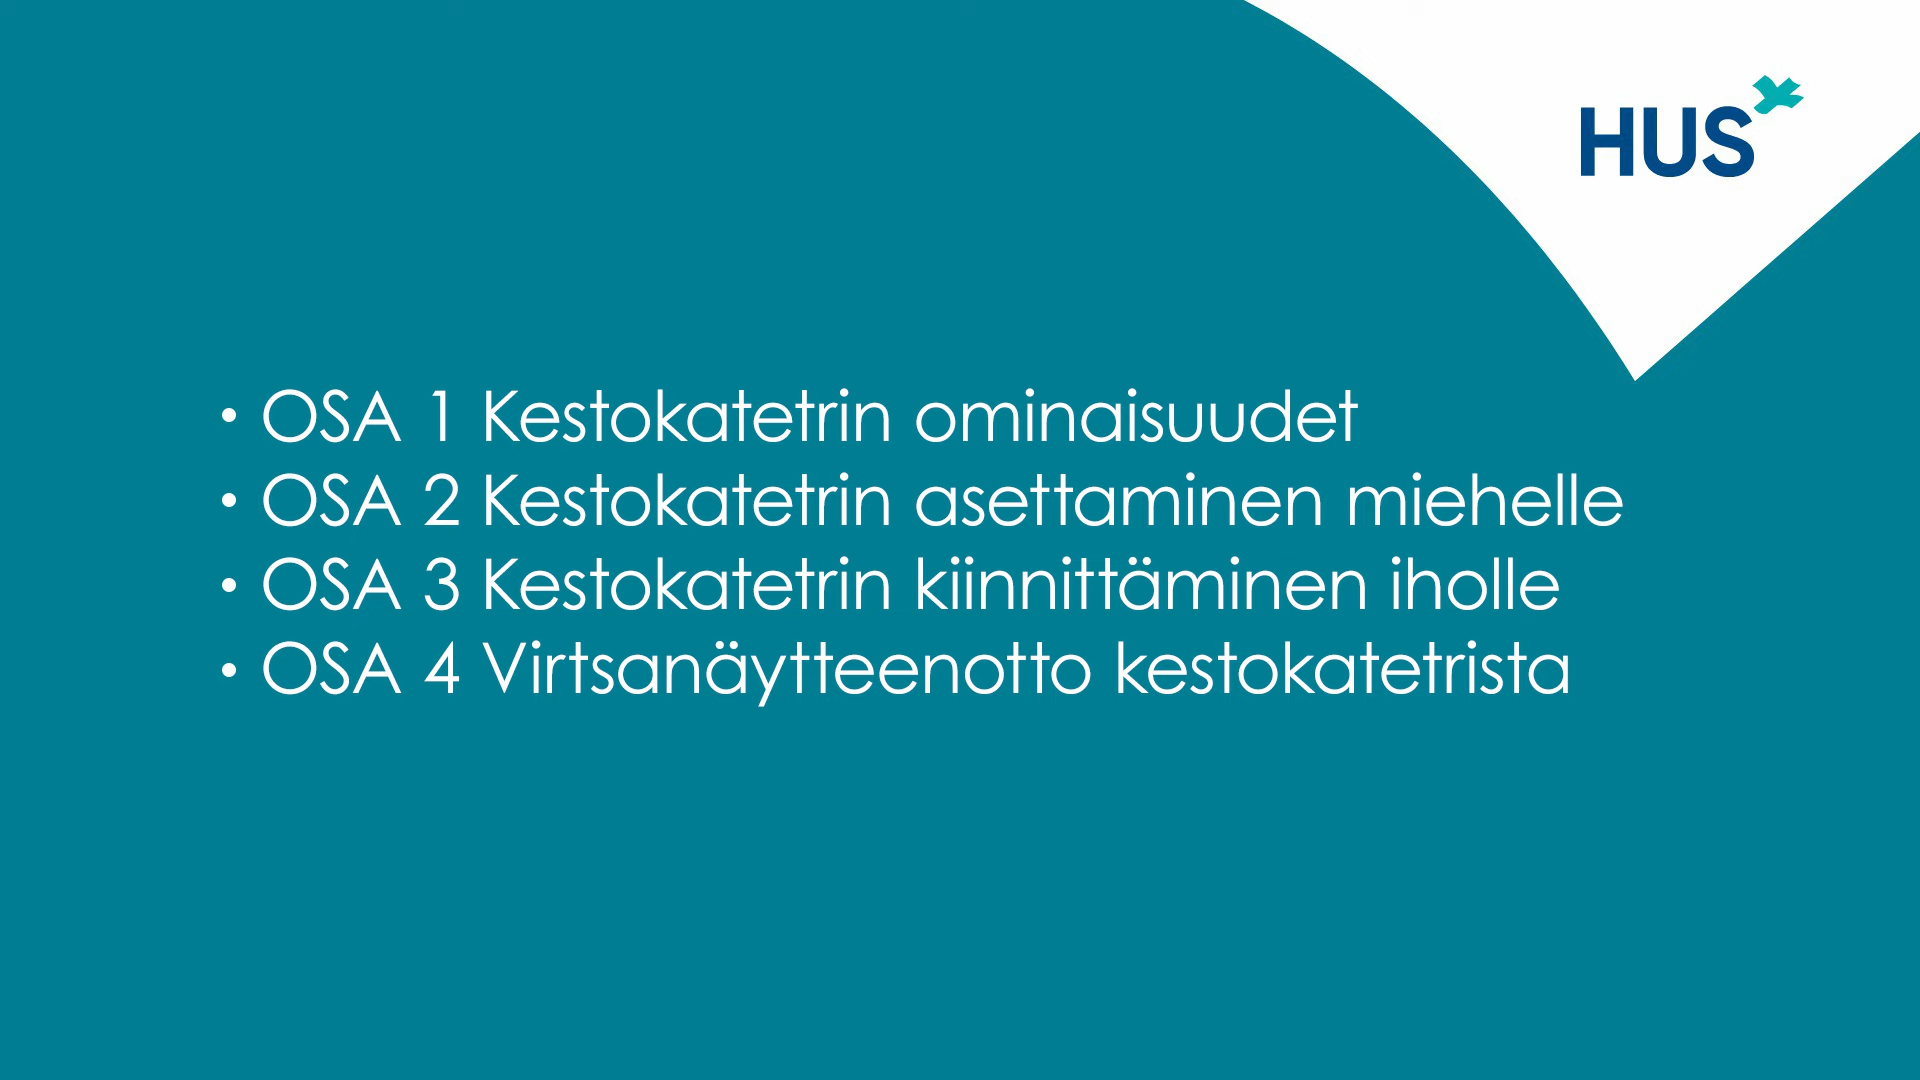 HUS
• OSA 1 Kestokatetrin ominaisuudet
• OSA 2 Kestokatetrin asettaminen miehelle
• OSA 3 Kestokatetrin kiinnittäminen iholle
• OSA 4 Virtsanäytteenotto kestokatetrista